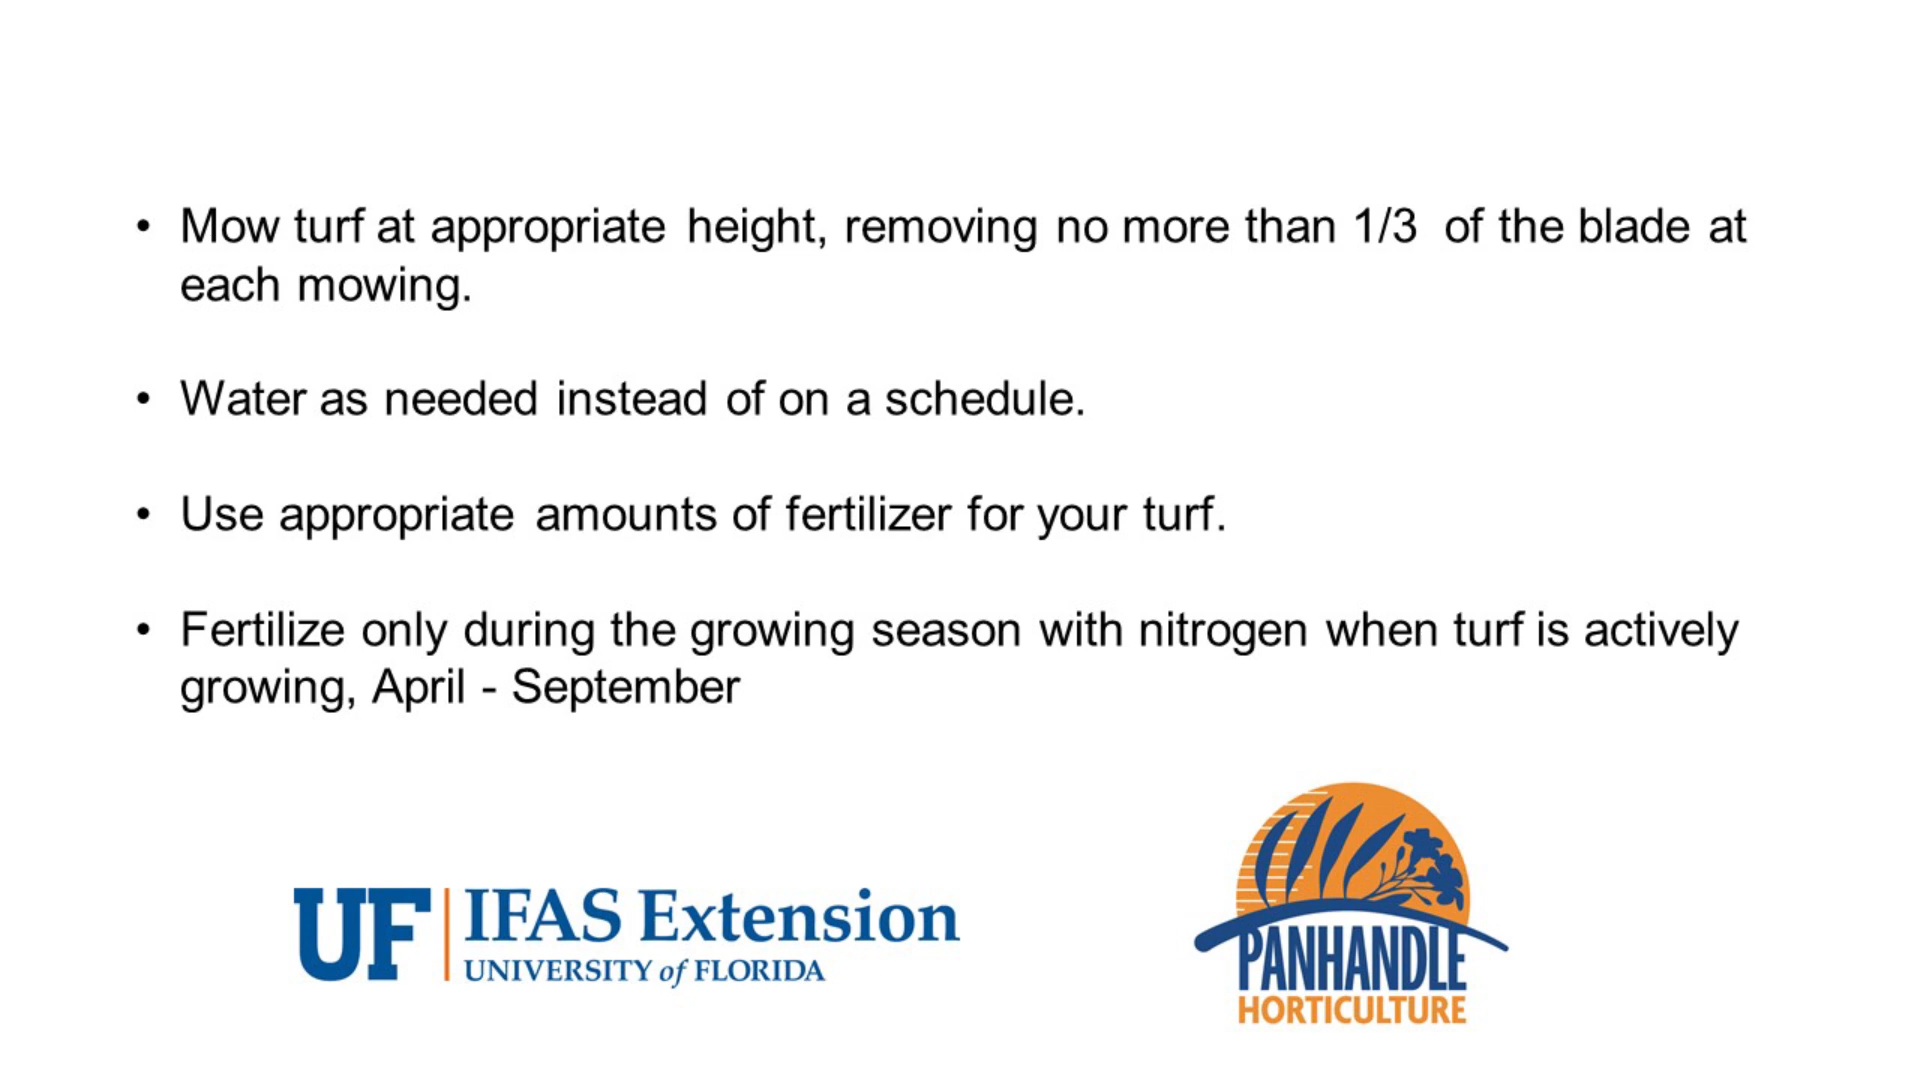 • Mow turf at appropriate height, removing no more than 1/3 of the blade at
each mowing.
• Water as needed instead of on a schedule.
• Use appropriate amounts of fertilizer for your turf.
• Fertilize only during the growing season with nitrogen when turf is actively
growing, April - September
UF IFAS Extension
UNIVERSITY of FLORIDA
PANHANDLE
HORTICULTURE